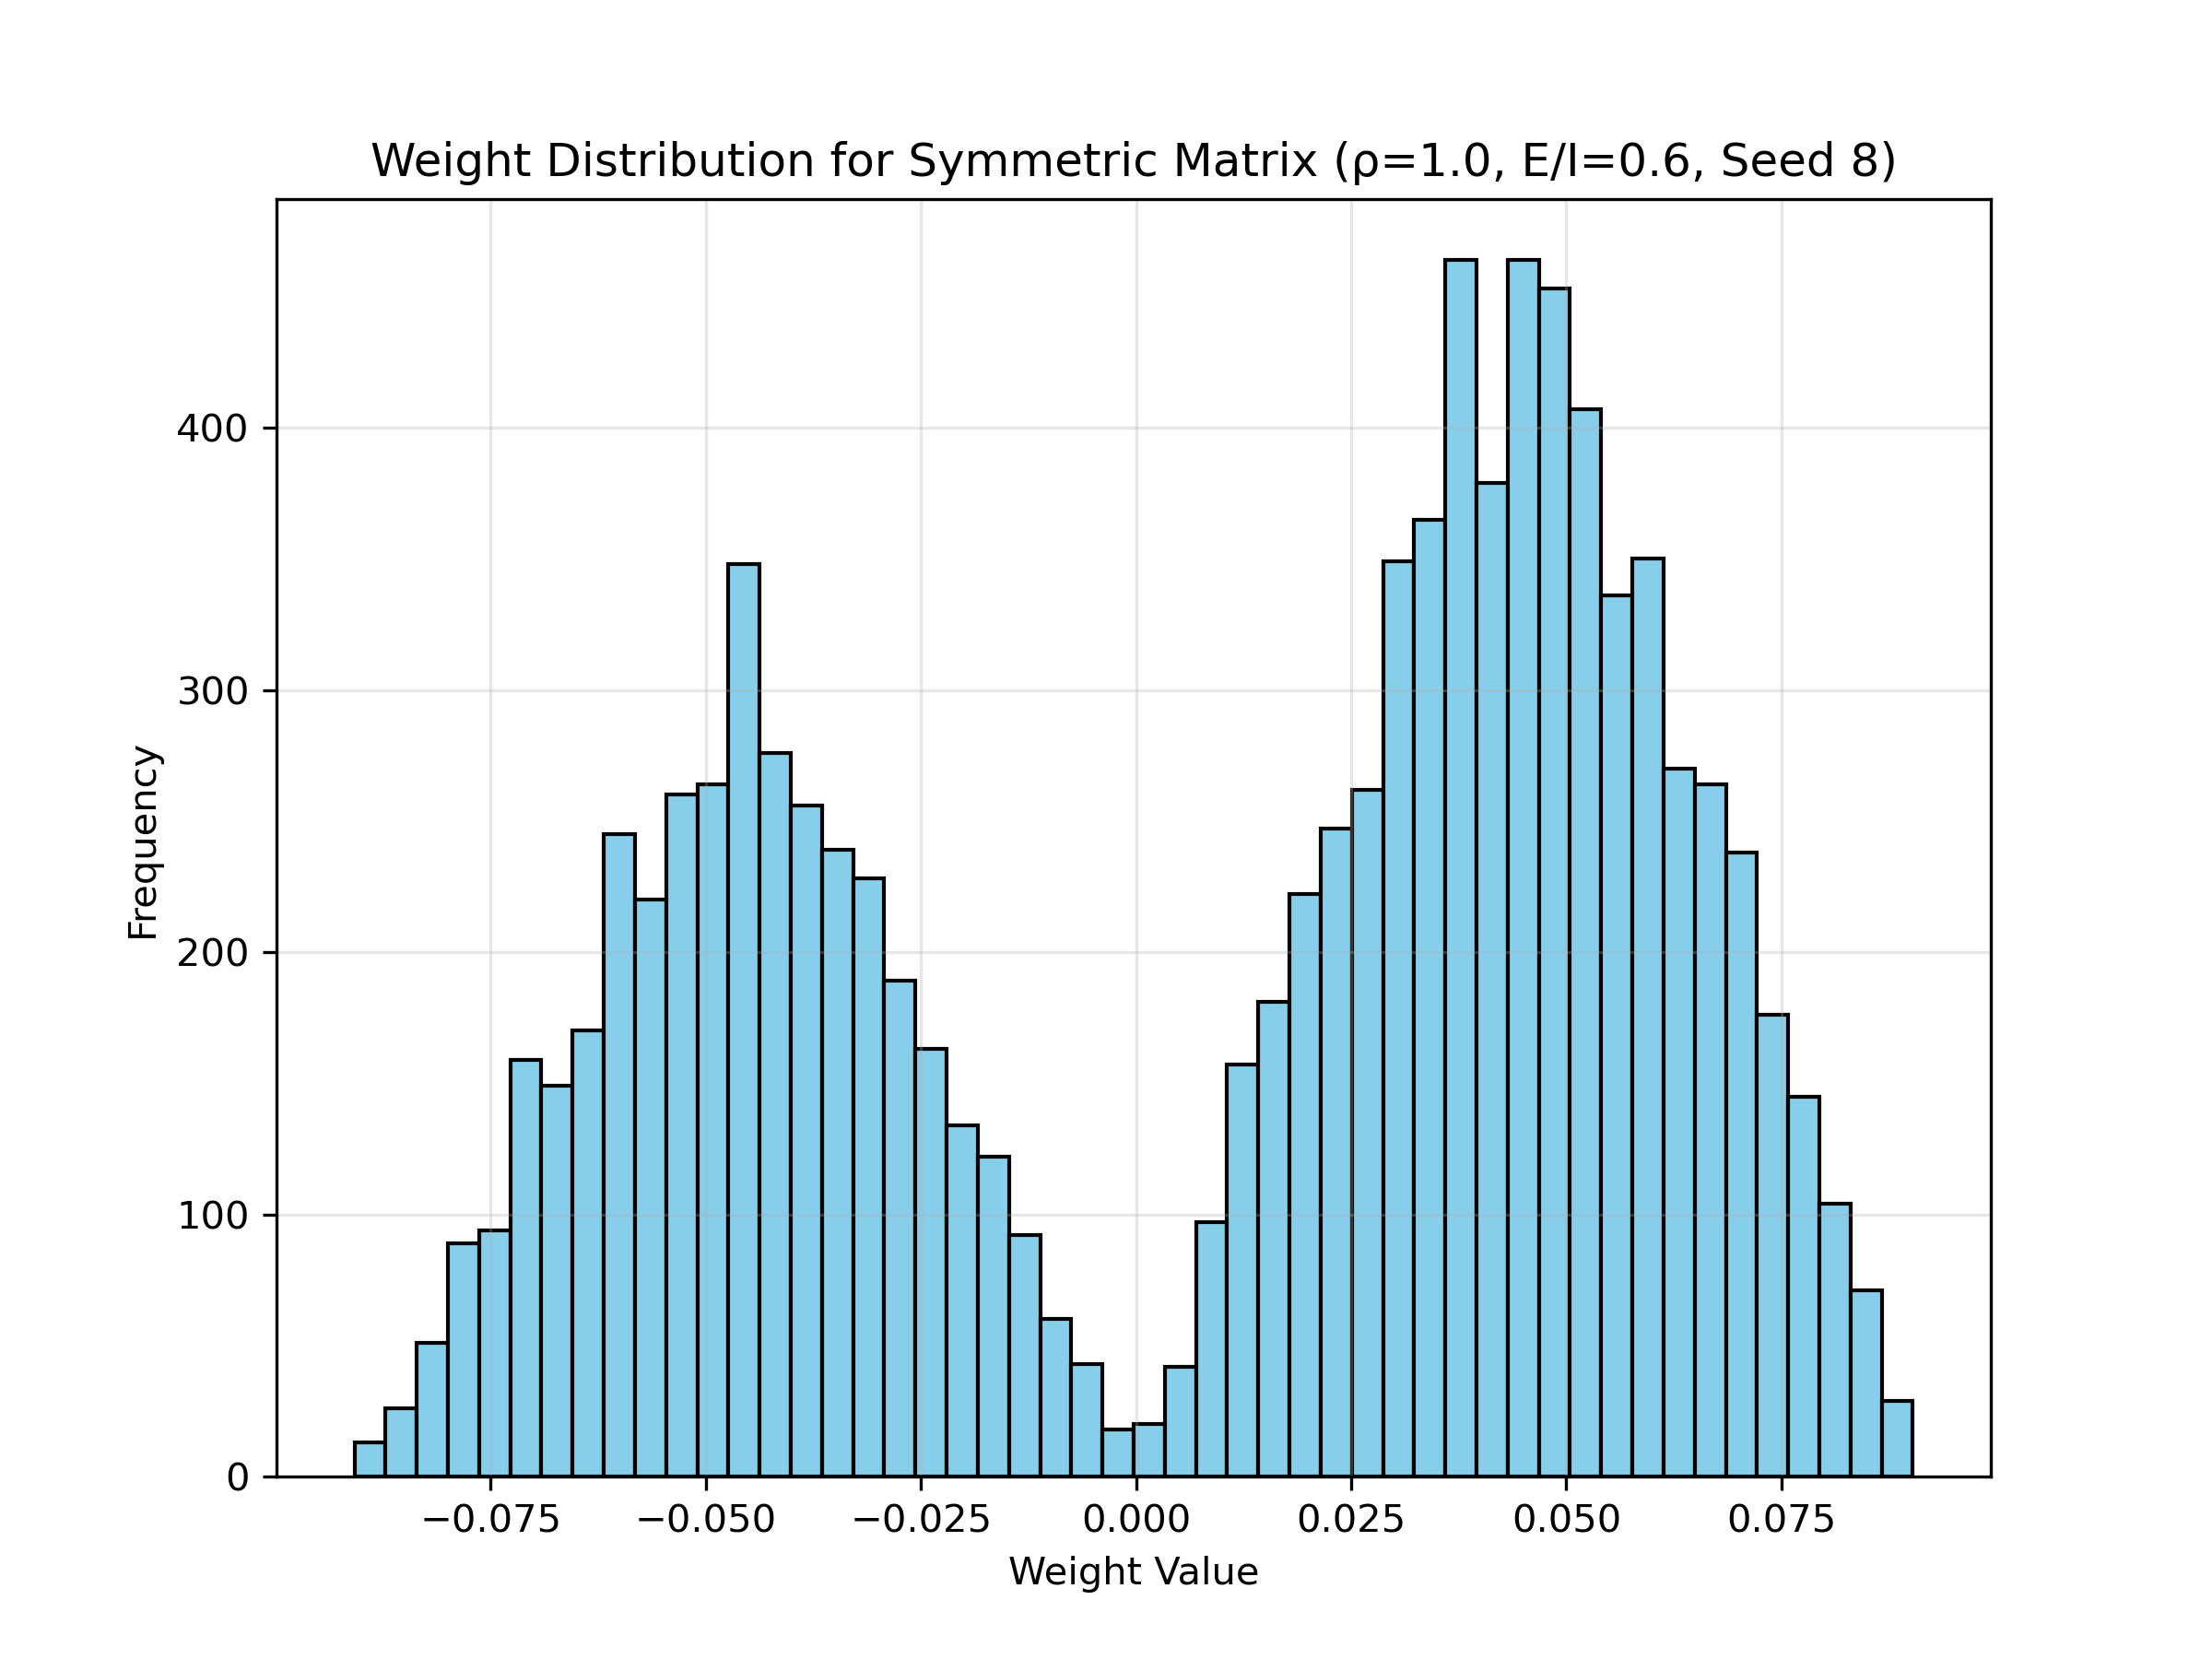 Weight Distribution for Symmetric Matrix (ρ=1.0, E/I=0.6, Seed 8)
Frequency
400
300
200
100
0
−0.075 −0.050 −0.025 0.000 0.025 0.050 0.075
Weight Value